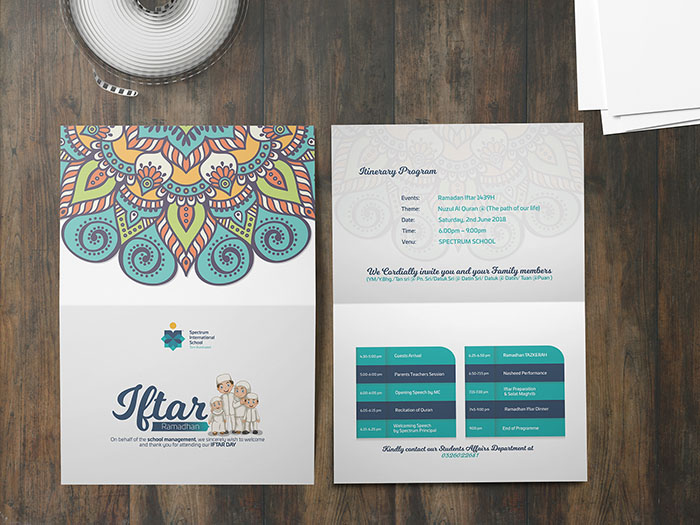 Spectrum
International
School
Iftar
Ramadhan
On behalf of the school management, we sincerely wish to welcome
and thank you for attending our IFTAR DAY
Itinerary Program
Events: Ramadan Iftar 1439H
Theme: Nuzul Al Quran @ (The path of our life)
Date: Saturday, 2nd June 2018
Time: 6.00pm - 9.00pm
Venu: SPECTRUM SCHOOL
We Cordially invite you and your Family members
Guests Arrival
Parents Teachers Session
Opening Speech by MC
Recitation of Quran
Welcoming Speech
by Spectrum Principal
Ramadhan TAZKERAH
Nasheed Performance
Iftar Preparation
& Solat Maghrib
Ramadhan Iftar Dinner
End of Programme
Kindly contact our Students Affairs Department at
0326022641